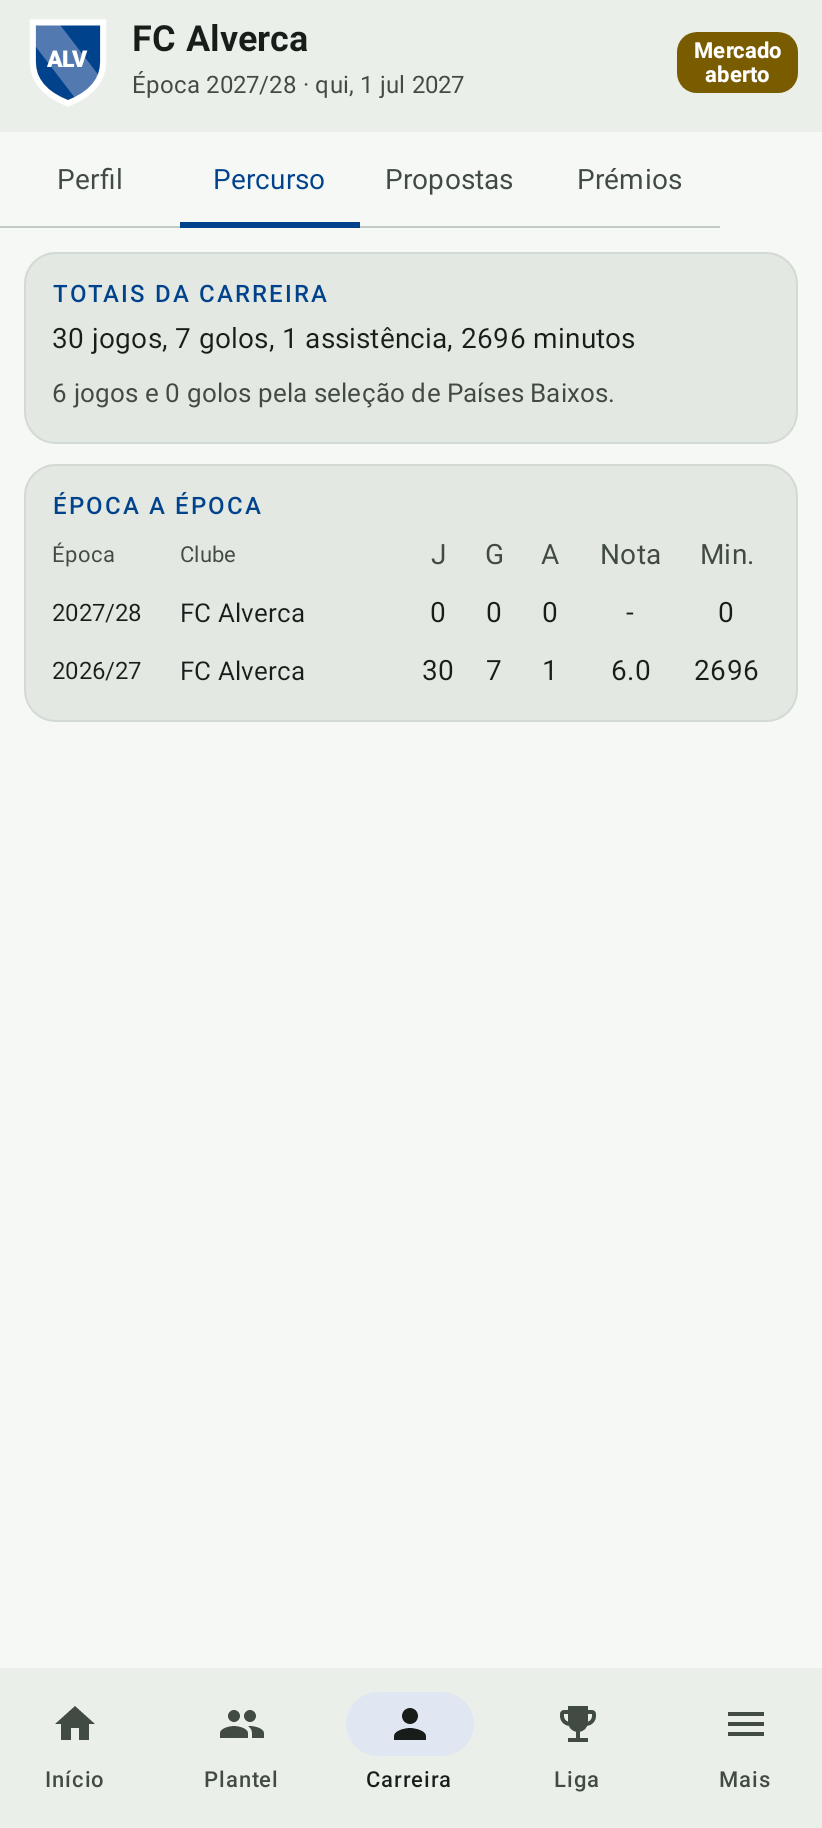 ALV
FC Alverca
Época 2027/28 · qui, 1 jul 2027
Mercado
aberto
Perfil
Percurso
Propostas
Prémios
TOTAIS DA CARREIRA
30 jogos, 7 golos, 1 assistência, 2696 minutos
6 jogos e 0 golos pela seleção de Países Baixos.
ÉPOCA A ÉPOCA
Época Clube J G A Nota Min.
2027/28 FC Alverca 0 0 0 - 0
2026/27 FC Alverca 30 7 1 6.0 2696
Início
Plantel
Carreira
Liga
Mais